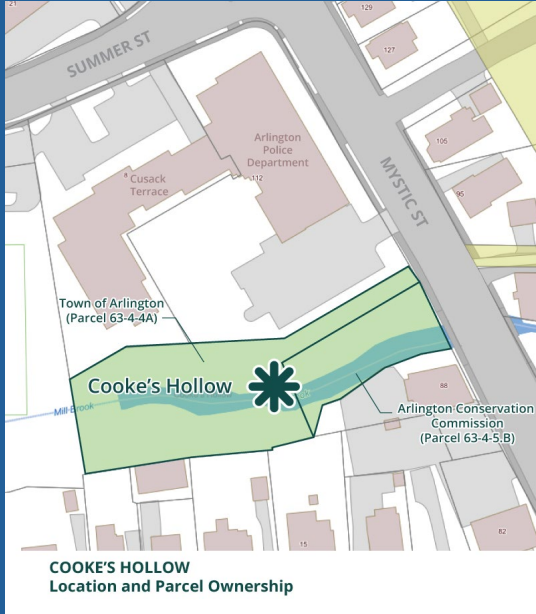 21
129
SUMMER ST
127
Arlington
Police
Department
112
106
8
Cusack
Terrace
MYSTIC ST
95
Town of Arlington
(Parcel 63-4-4A)
Cooke's Hollow
88
Mill Brook
Arlington Conservation
Commission
(Parcel 63-4-5.B)
15
82
COOKE'S HOLLOW
Location and Parcel Ownership